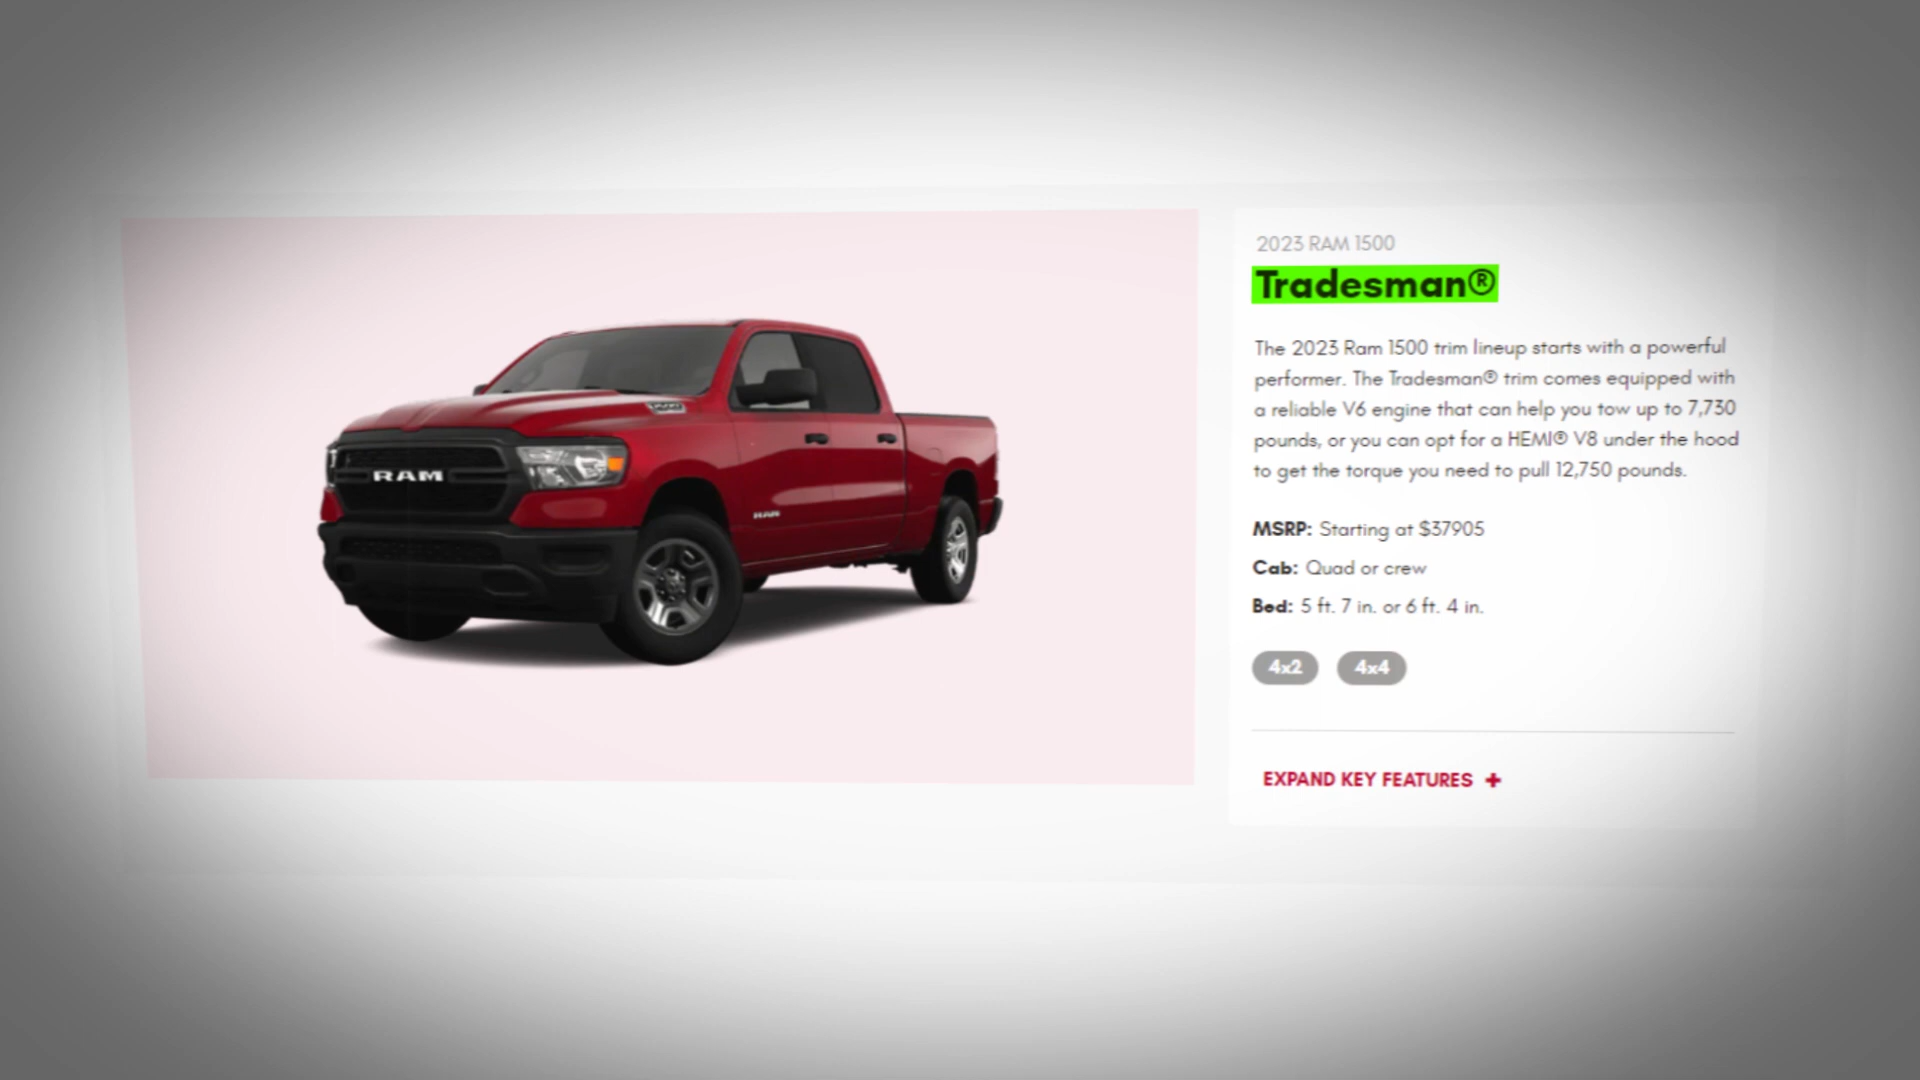 2023 RAM 1500
Tradesman®
The 2023 Ram 1500 trim lineup starts with a powerful
performer. The Tradesman® trim comes equipped with
a reliable V6 engine that can help you tow up to 7,730
pounds, or you can opt for a HEMI® V8 under the hood
to get the torque you need to pull 12,750 pounds.
MSRP: Starting at $37905
Cab: Quad or crew
Bed: 5 ft. 7 in. or 6 ft. 4 in.
4x2 4x4
EXPAND KEY FEATURES +
RAM
RAM